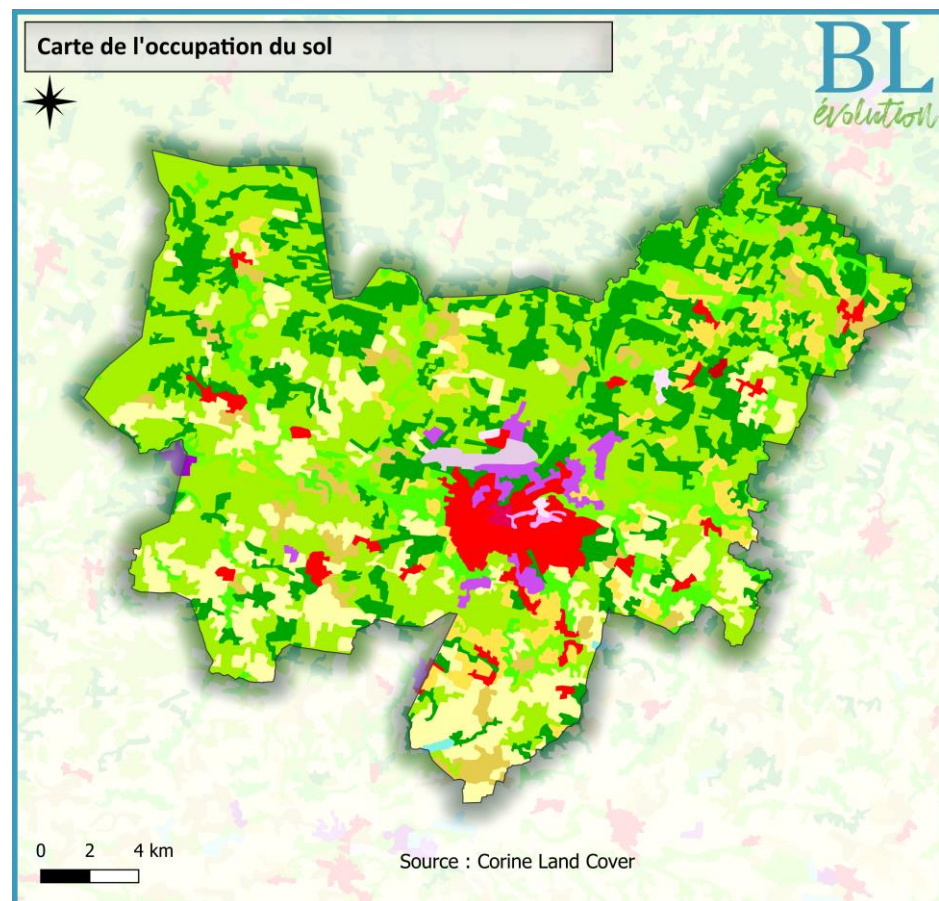 Carte de l'occupation du sol
BL
évolution
0 2 4 km
Source : Corine Land Cover